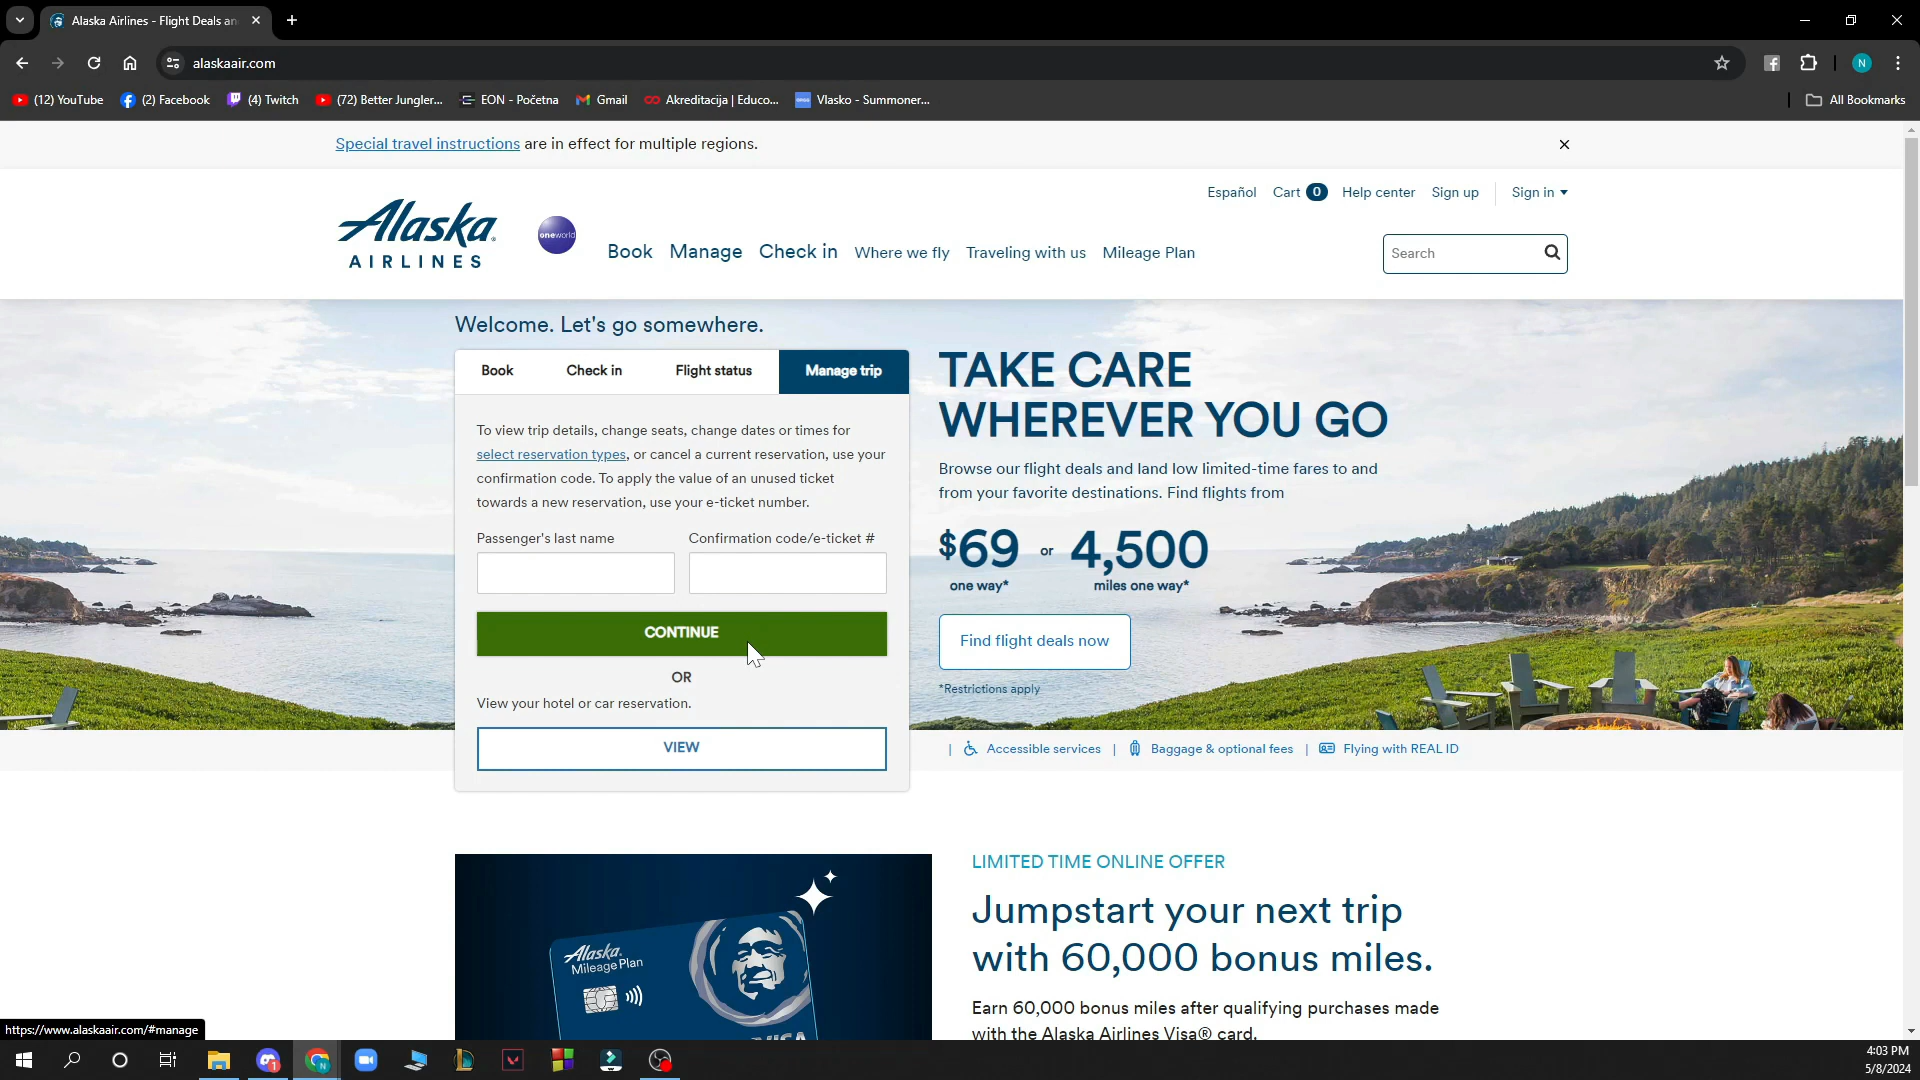 Alaska Airlines - Flight Deals an
alaskaair.com
N
(12) YouTube
(2) Facebook
(4) Twitch
(72) Better Jungler...
EON - Početna
Gmail
Akreditacija | Educo...
Vlasko - Summoner...
All Bookmarks
Special travel instructions are in effect for multiple regions.
Español
Cart 0
Help center
Sign up
Sign in
Alaska
AIRLINES
oneworld
Book
Manage
Check in
Where we fly
Traveling with us
Mileage Plan
Search
Welcome. Let's go somewhere.
Book
Check in
Flight status
Manage trip
To view trip details, change seats, change dates or times for
select reservation types, or cancel a current reservation, use your
confirmation code. To apply the value of an unused ticket
towards a new reservation, use your e-ticket number.
Passenger's last name
Confirmation code/e-ticket #
CONTINUE
OR
View your hotel or car reservation.
VIEW
TAKE CARE
WHEREVER YOU GO
Browse our flight deals and land low limited-time fares to and
from your favorite destinations. Find flights from
$69 or 4,500
one way* miles one way*
Find flight deals now
*Restrictions apply
| Accessible services | Baggage & optional fees | Flying with REAL ID
Alaska
Mileage Plan
VISA
LIMITED TIME ONLINE OFFER
Jumpstart your next trip
with 60,000 bonus miles.
Earn 60,000 bonus miles after qualifying purchases made
with the Alaska Airlines Visa® card.
https://www.alaskaair.com/#manage
1
4:03 PM
5/8/2024